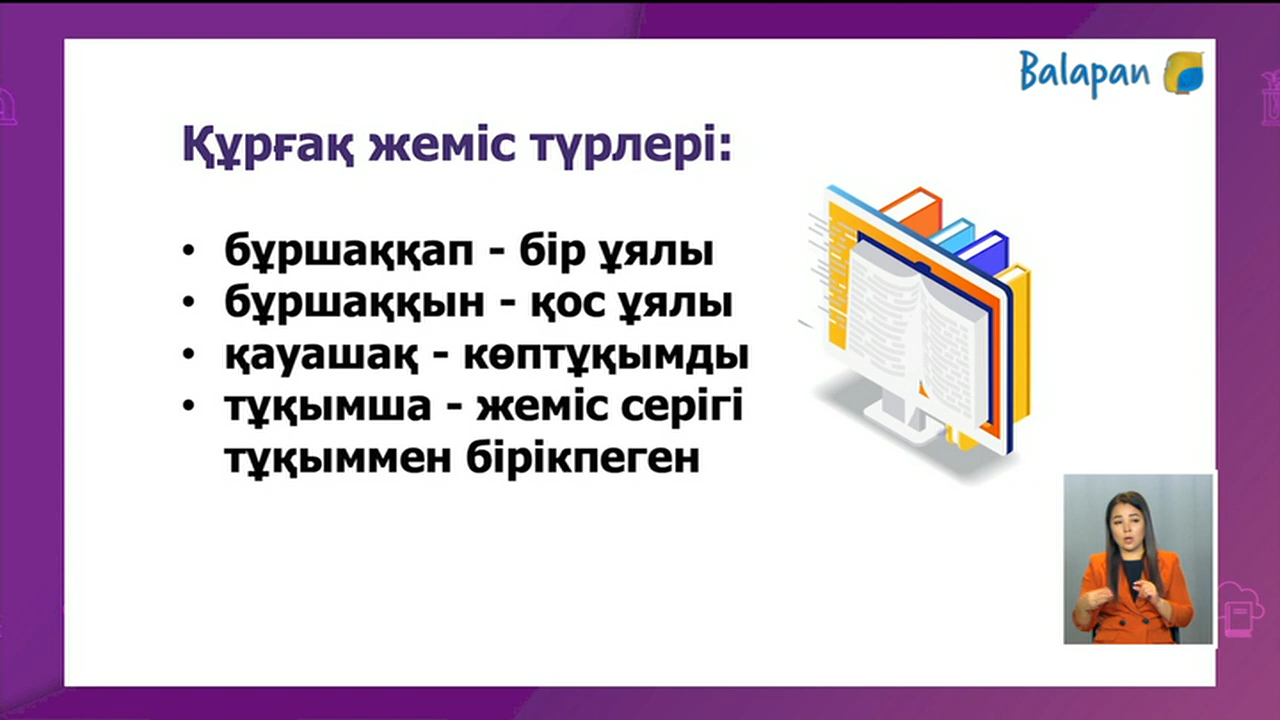 Balapan
Құрғақ жеміс түрлері:
• бұршаққап - бір ұялы
• бұршаққын - қос ұялы
• қауашақ - көптұқымды
• тұқымша - жеміс серігі
тұқыммен бірікпеген